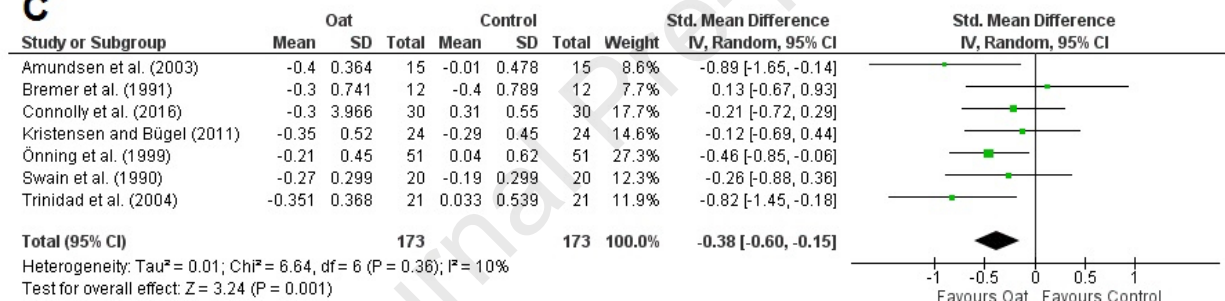 C
Oat Control Std. Mean Difference Std. Mean Difference
Study or Subgroup Mean SD Total Mean SD Total Weight IV, Random, 95% CI IV, Random, 95% CI
Amundsen et al. (2003) -0.4 0.364 15 -0.01 0.478 15 8.6% -0.89 [-1.65, -0.14]
Bremer et al. (1991) -0.3 0.741 12 -0.4 0.789 12 7.7% 0.13 [-0.67, 0.93]
Connolly et al. (2016) -0.3 3.966 30 0.31 0.55 30 17.7% -0.21 [-0.72, 0.29]
Kristensen and Bügel (2011) -0.35 0.52 24 -0.29 0.45 24 14.6% -0.12 [-0.69, 0.44]
Önning et al. (1999) -0.21 0.45 51 0.04 0.62 51 27.3% -0.46 [-0.85, -0.06]
Swain et al. (1990) -0.27 0.299 20 -0.19 0.299 20 12.3% -0.26 [-0.88, 0.36]
Trinidad et al. (2004) -0.351 0.368 21 0.033 0.539 21 11.9% -0.82 [-1.45, -0.18]
Total (95% CI) 173 173 100.0% -0.38 [-0.60, -0.15]
Heterogeneity: Tau² = 0.01; Chi² = 6.64, df = 6 (P = 0.36); I² = 10%
Test for overall effect: Z = 3.24 (P = 0.001)
-1 -0.5 0 0.5 1
Favours Oat Favours Control